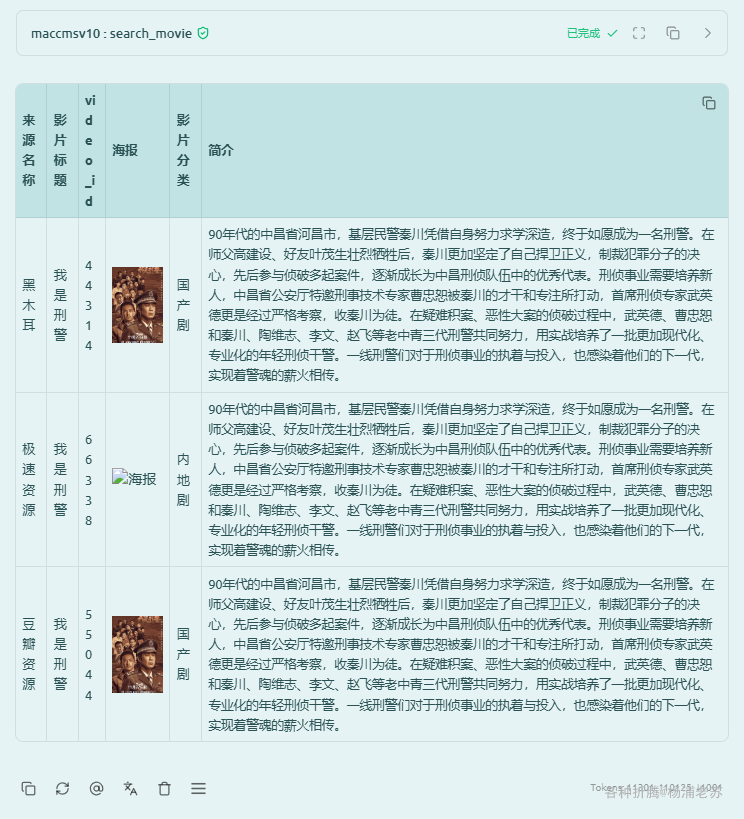 maccmsv10 : search_movie
已完成
来源名称
影片标题
video_id
海报
影片分类
简介
黑木耳
我是刑警
44314
国产剧
90年代的中昌省河昌市，基层民警秦川凭借自身努力求学深造，终于如愿成为一名刑警。在
师父高建设、好友叶茂生壮烈牺牲后，秦川更加坚定了自己捍卫正义，制裁犯罪分子的决
心，先后参与侦破多起案件，逐渐成长为中昌刑侦队伍中的优秀代表。刑侦事业需要培养新
人，中昌省公安厅特邀刑事技术专家曹忠恕被秦川的才干和专注所打动，首席刑侦专家武英
德更是经过严格考察，收秦川为徒。在疑难积案、恶性大案的侦破过程中，武英德、曹忠恕
和秦川、陶维志、李文、赵飞等老中青三代刑警共同努力，用实战培养了一批更加现代化、
专业化的年轻刑侦干警。一线刑警们对于刑侦事业的执着与投入，也感染着他们的下一代，
实现着警魂的薪火相传。
极速资源
我是刑警
66338
海报
内地剧
90年代的中昌省河昌市，基层民警秦川凭借自身努力求学深造，终于如愿成为一名刑警。在
师父高建设、好友叶茂生壮烈牺牲后，秦川更加坚定了自己捍卫正义，制裁犯罪分子的决
心，先后参与侦破多起案件，逐渐成长为中昌刑侦队伍中的优秀代表。刑侦事业需要培养新
人，中昌省公安厅特邀刑事技术专家曹忠恕被秦川的才干和专注所打动，首席刑侦专家武英
德更是经过严格考察，收秦川为徒。在疑难积案、恶性大案的侦破过程中，武英德、曹忠恕
和秦川、陶维志、李文、赵飞等老中青三代刑警共同努力，用实战培养了一批更加现代化、
专业化的年轻刑侦干警。一线刑警们对于刑侦事业的执着与投入，也感染着他们的下一代，
实现着警魂的薪火相传。
豆瓣资源
我是刑警
55044
国产剧
90年代的中昌省河昌市，基层民警秦川凭借自身努力求学深造，终于如愿成为一名刑警。在
师父高建设、好友叶茂生壮烈牺牲后，秦川更加坚定了自己捍卫正义，制裁犯罪分子的决
心，先后参与侦破多起案件，逐渐成长为中昌刑侦队伍中的优秀代表。刑侦事业需要培养新
人，中昌省公安厅特邀刑事技术专家曹忠恕被秦川的才干和专注所打动，首席刑侦专家武英
德更是经过严格考察，收秦川为徒。在疑难积案、恶性大案的侦破过程中，武英德、曹忠恕
和秦川、陶维志、李文、赵飞等老中青三代刑警共同努力，用实战培养了一批更加现代化、
专业化的年轻刑侦干警。一线刑警们对于刑侦事业的执着与投入，也感染着他们的下一代，
实现着警魂的薪火相传。
Tokens
各种折腾@杨浦老苏